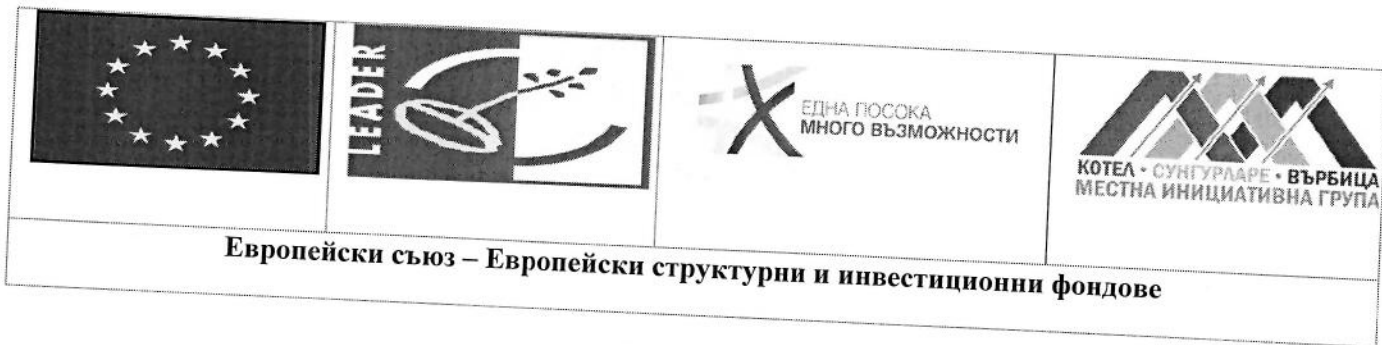 LEADER
ЕДНА ПОСОКА
МНОГО ВЪЗМОЖНОСТИ
КОТЕЛ • СУНГУРЛАРЕ • ВЪРБИЦА
МЕСТНА ИНИЦИАТИВНА ГРУПА
Европейски съюз – Европейски структурни и инвестиционни фондове